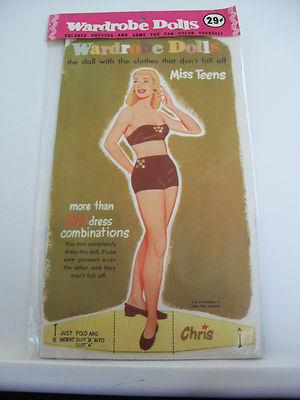 Wardrobe Dolls
29¢
COLORED DRESSES AND SOME YOU CAN COLOR YOURSELF
Wardrobe Dolls
the doll with the clothes that don't fall off
Miss Teens
more than
200 dress
combinations
You can completely
dress this doll. Place
one garment over
the other and they
won't fall off.
JUST FOLD AND
B INSERT SLOT "B" INTO
SLOT "A"
Chris
A